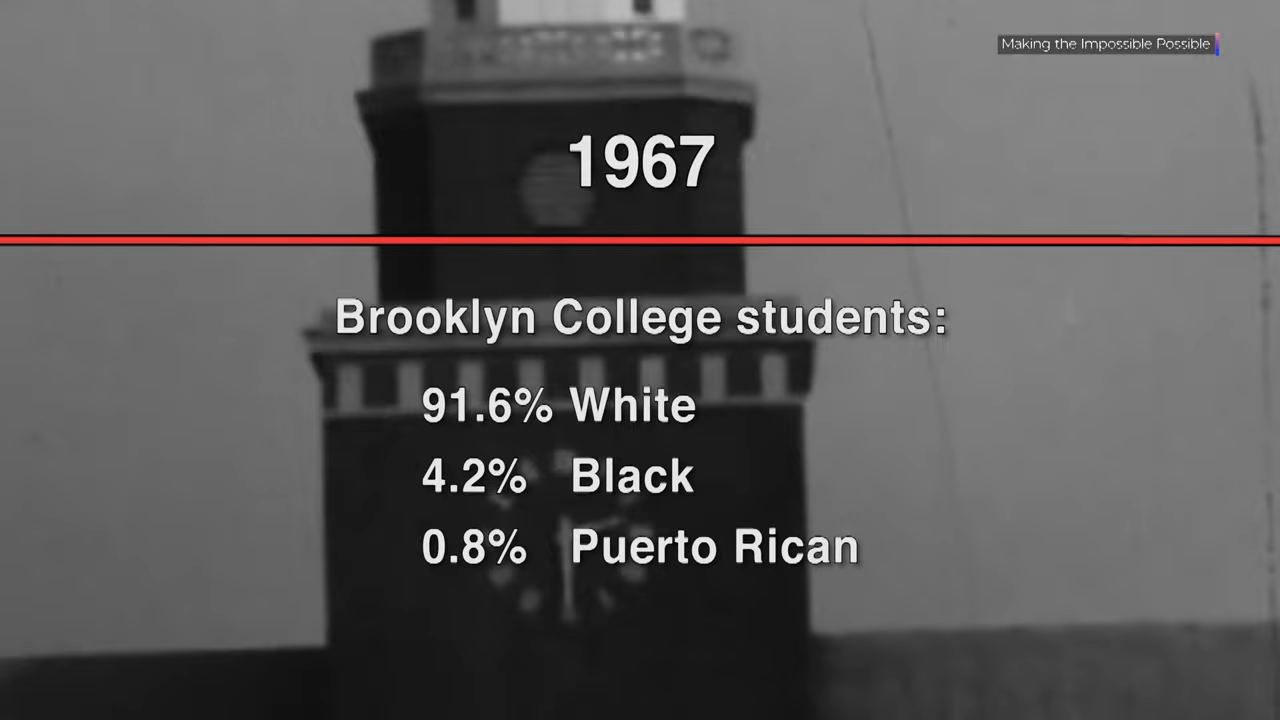 Making the Impossible Possible
1967
Brooklyn College students:
91.6% White
4.2% Black
0.8% Puerto Rican